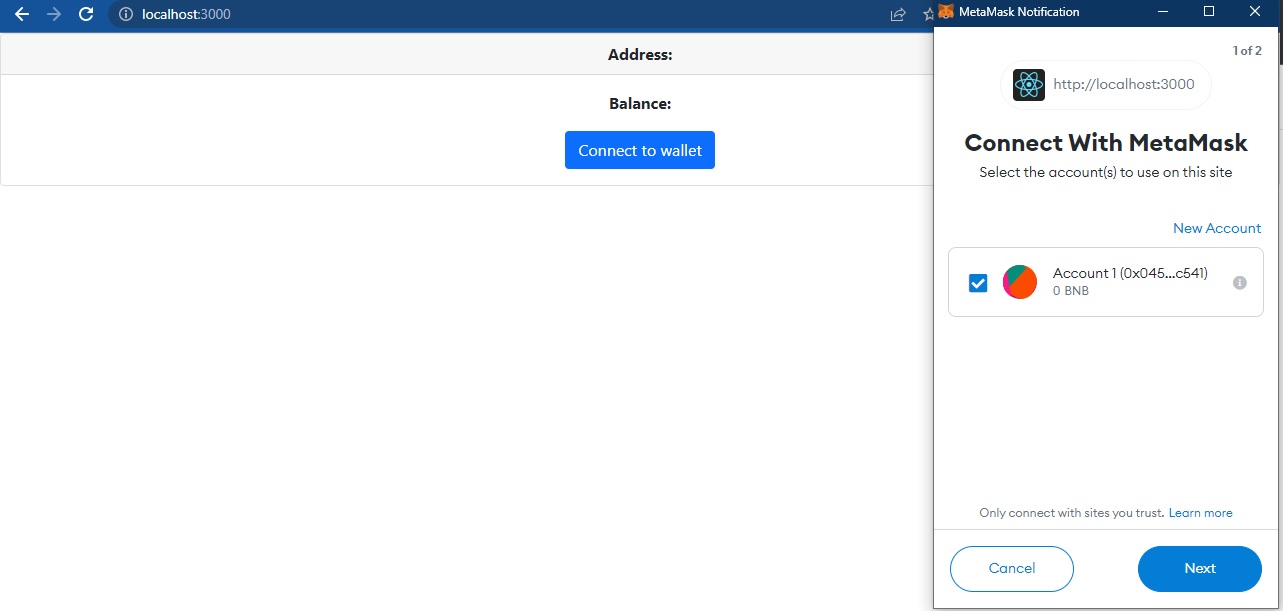 localhost:3000
Address:
Balance:
Connect to wallet
MetaMask Notification
1 of 2
http://localhost:3000
Connect With MetaMask
Select the account(s) to use on this site
New Account
Account 1 (0x045...c541)
0 BNB
Only connect with sites you trust. Learn more
Cancel
Next